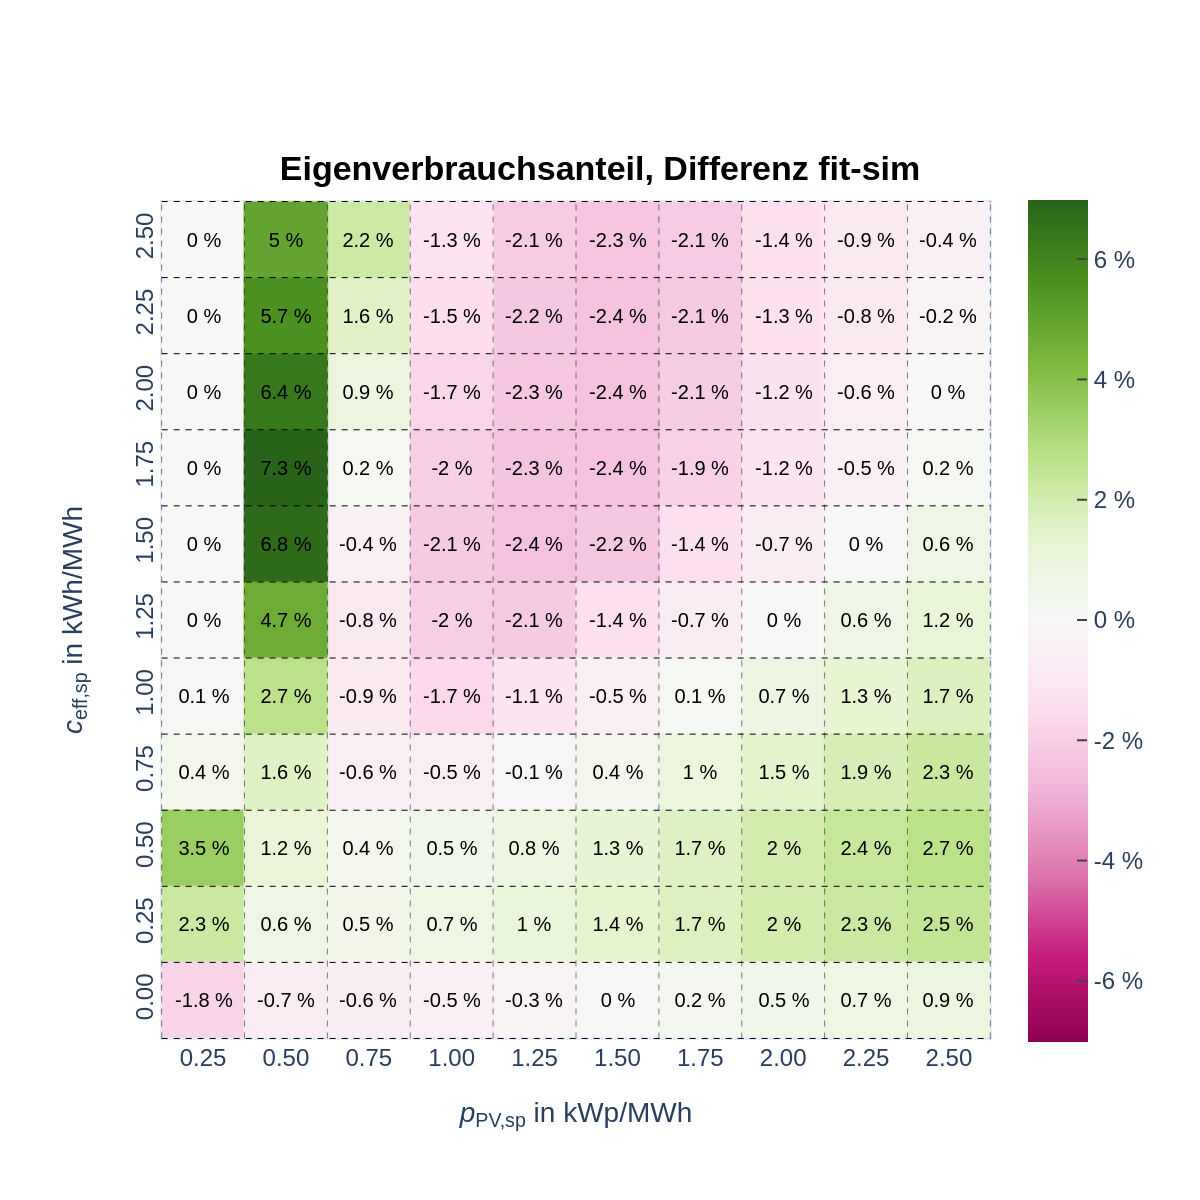 Eigenverbrauchsanteil, Differenz fit-sim
2.50 0 % 5 % 2.2 % -1.3 % -2.1 % -2.3 % -2.1 % -1.4 % -0.9 % -0.4 %
2.25 0 % 5.7 % 1.6 % -1.5 % -2.2 % -2.4 % -2.1 % -1.3 % -0.8 % -0.2 %
2.00 0 % 6.4 % 0.9 % -1.7 % -2.3 % -2.4 % -2.1 % -1.2 % -0.6 % 0 %
1.75 0 % 7.3 % 0.2 % -2 % -2.3 % -2.4 % -1.9 % -1.2 % -0.5 % 0.2 %
1.50 0 % 6.8 % -0.4 % -2.1 % -2.4 % -2.2 % -1.4 % -0.7 % 0 % 0.6 %
1.25 0 % 4.7 % -0.8 % -2 % -2.1 % -1.4 % -0.7 % 0 % 0.6 % 1.2 %
1.00 0.1 % 2.7 % -0.9 % -1.7 % -1.1 % -0.5 % 0.1 % 0.7 % 1.3 % 1.7 %
0.75 0.4 % 1.6 % -0.6 % -0.5 % -0.1 % 0.4 % 1 % 1.5 % 1.9 % 2.3 %
0.50 3.5 % 1.2 % 0.4 % 0.5 % 0.8 % 1.3 % 1.7 % 2 % 2.4 % 2.7 %
0.25 2.3 % 0.6 % 0.5 % 0.7 % 1 % 1.4 % 1.7 % 2 % 2.3 % 2.5 %
0.00 -1.8 % -0.7 % -0.6 % -0.5 % -0.3 % 0 % 0.2 % 0.5 % 0.7 % 0.9 %
0.25 0.50 0.75 1.00 1.25 1.50 1.75 2.00 2.25 2.50
pPV,sp in kWp/MWh
ceff,sp in kWh/MWh
6 %
4 %
2 %
0 %
-2 %
-4 %
-6 %